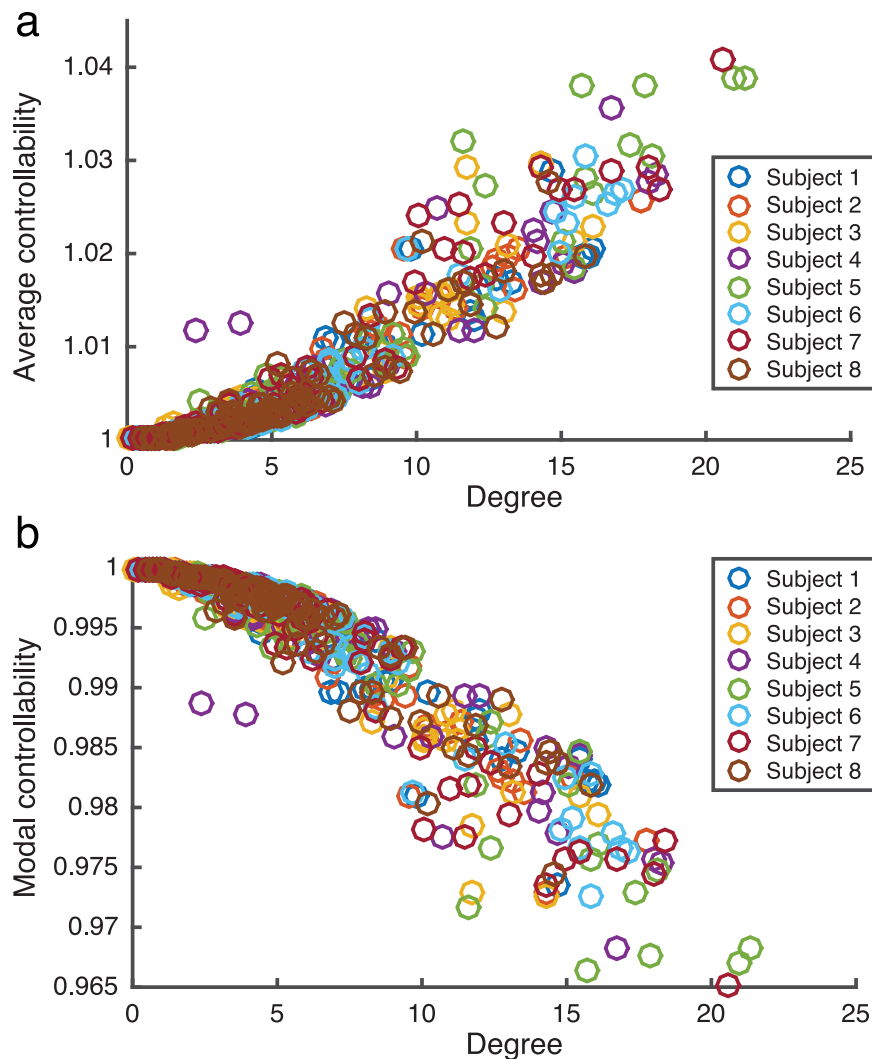 a
Average controllability
1.04
1.03
1.02
1.01
1
0
5
10
15
20
25
Degree
Subject 1
Subject 2
Subject 3
Subject 4
Subject 5
Subject 6
Subject 7
Subject 8
b
Modal controllability
1
0.995
0.99
0.985
0.98
0.975
0.97
0.965
0
5
10
15
20
25
Degree
Subject 1
Subject 2
Subject 3
Subject 4
Subject 5
Subject 6
Subject 7
Subject 8